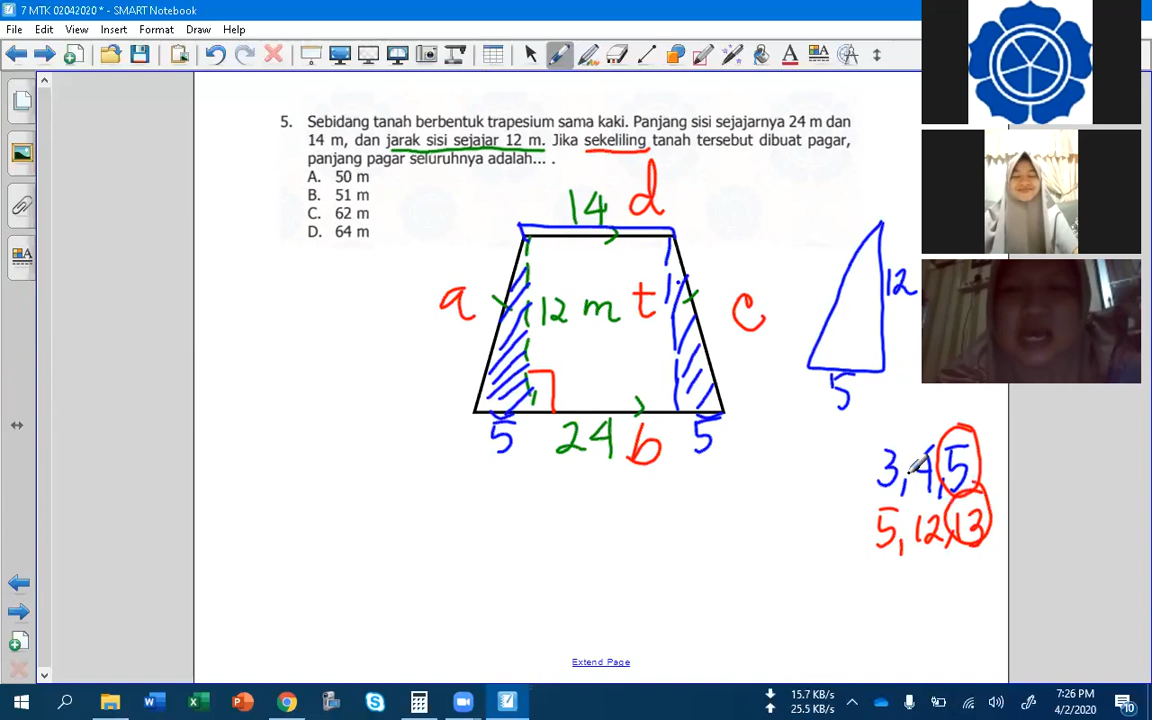 7 MTK 02042020 * - SMART Notebook
File Edit View Insert Format Draw Help
5. Sebidang tanah berbentuk trapesium sama kaki. Panjang sisi sejajarnya 24 m dan
14 m, dan jarak sisi sejajar 12 m. Jika sekeliling tanah tersebut dibuat pagar,
panjang pagar seluruhnya adalah... .
A. 50 m
B. 51 m
C. 62 m
D. 64 m
14 d
a 12 m t c
12
5 24 b 5
5
3, 4, 5
5, 12, 13
Extend Page
15.7 KB/s
25.5 KB/s
7:26 PM
4/2/2020
10